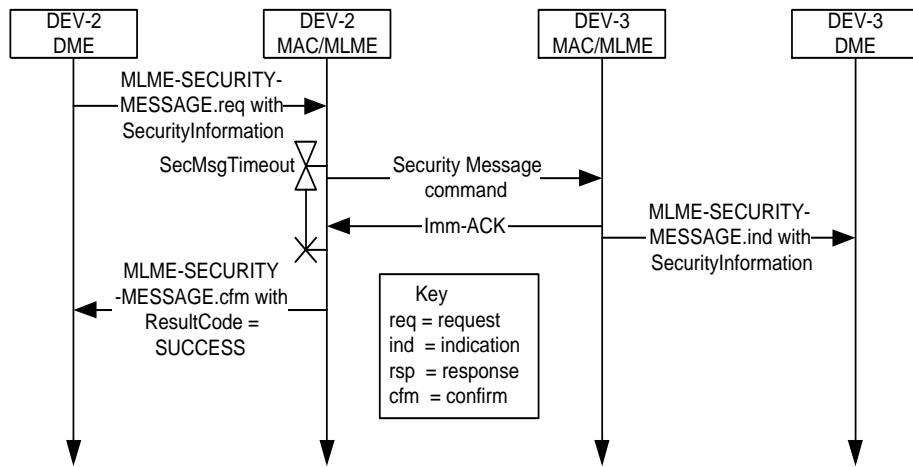 DEV-2
DME
DEV-2
MAC/MLME
DEV-3
MAC/MLME
DEV-3
DME
MLME-SECURITY-
MESSAGE.req with
SecurityInformation
SecMsgTimeout
Security Message
command
Imm-ACK
MLME-SECURITY-
MESSAGE.ind with
SecurityInformation
MLME-SECURITY
-MESSAGE.cfm with
ResultCode =
SUCCESS
Key
req = request
ind = indication
rsp = response
cfm = confirm